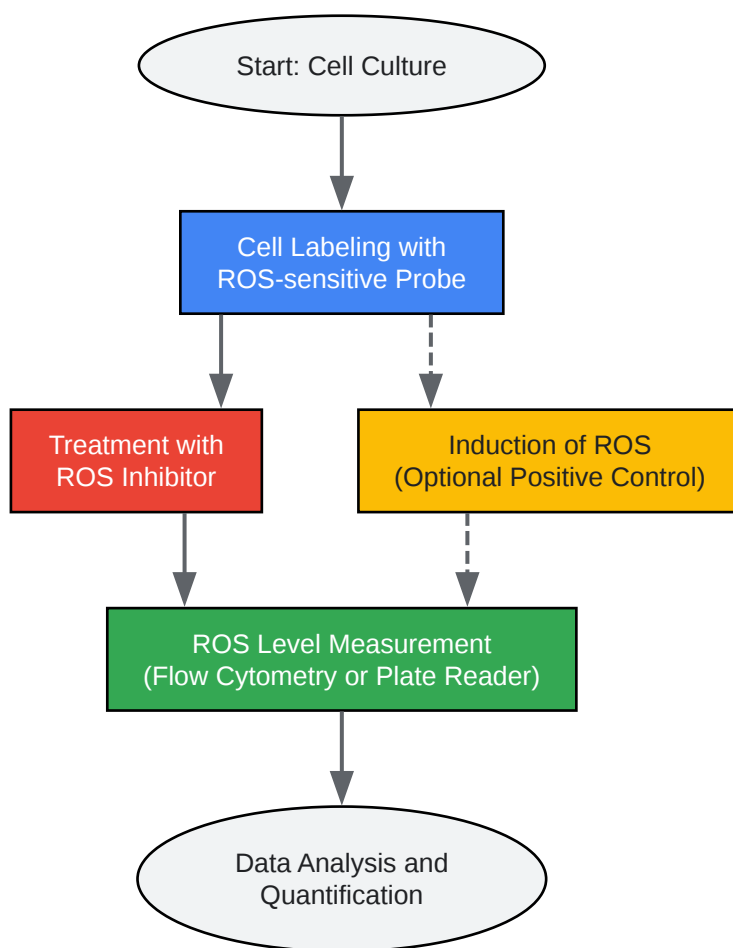 Start: Cell Culture
Cell Labeling with
ROS-sensitive Probe
Treatment with
ROS Inhibitor
Induction of ROS
(Optional Positive Control)
ROS Level Measurement
(Flow Cytometry or Plate Reader)
Data Analysis and
Quantification